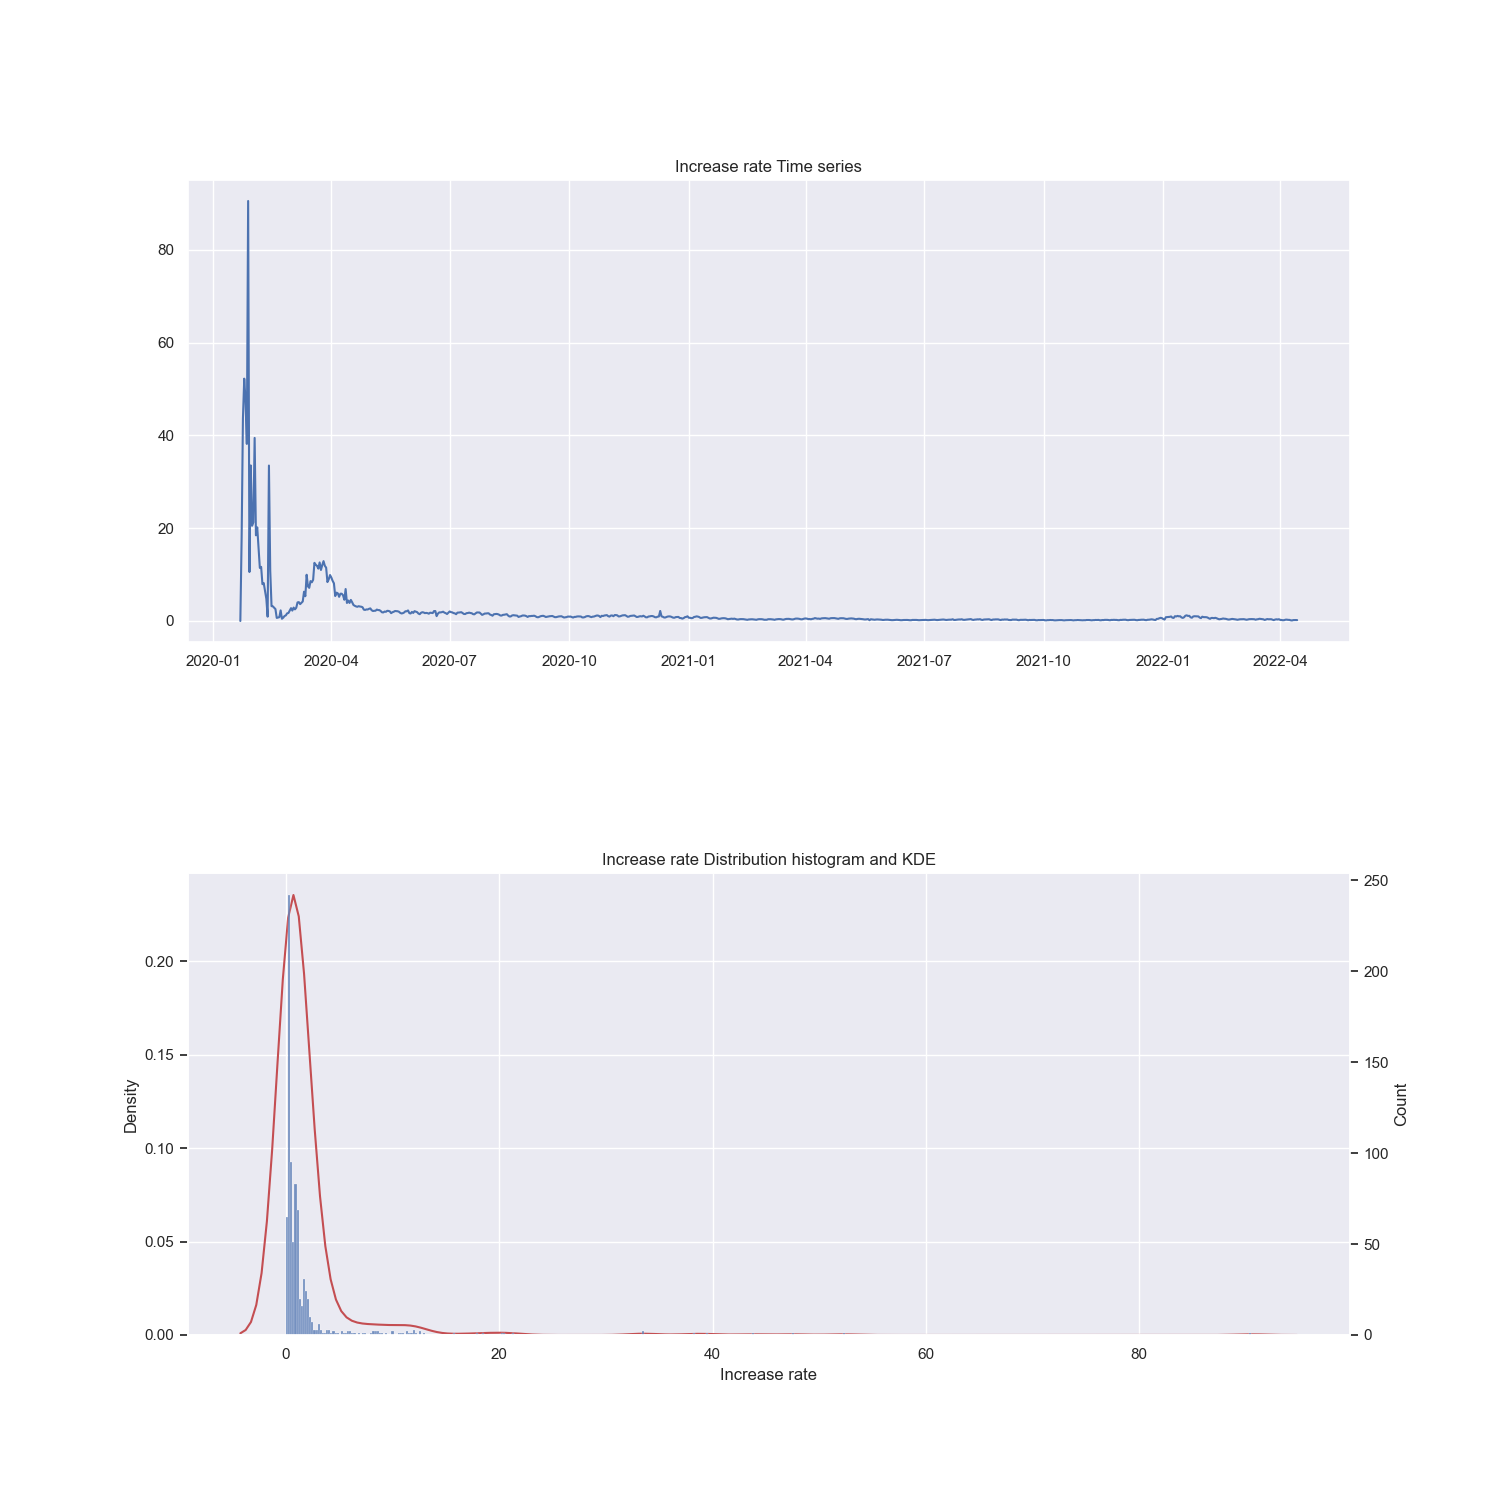 Increase rate Time series
80
60
40
20
0
2020-01 2020-04 2020-07 2020-10 2021-01 2021-04 2021-07 2021-10 2022-01 2022-04
Increase rate Distribution histogram and KDE
0.20
0.15
0.10
0.05
0.00
Density
250
200
150
100
50
0
Count
0 20 40 60 80
Increase rate